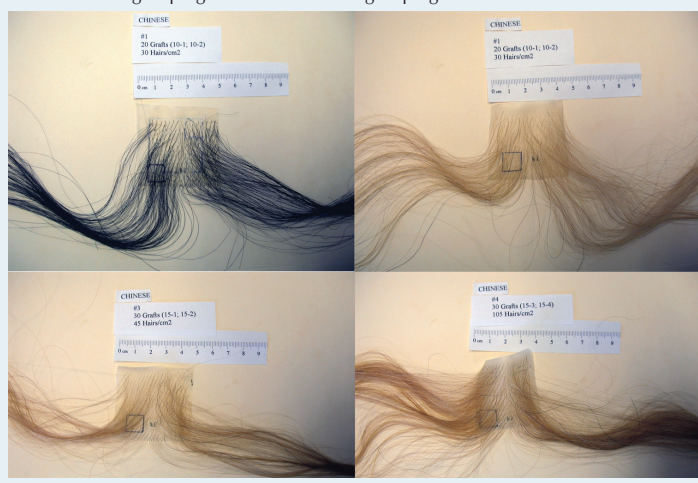 CHINESE
#1
20 Grafts (10-1; 10-2)
30 Hairs/cm2
0 cm 1 2 3 4 5 6 7 8 9
CHINESE
#1
20 Grafts (10-1; 10-2)
30 Hairs/cm2
0 cm 1 2 3 4 5 6 7 8 9
CHINESE
#3
30 Grafts (15-1; 15-2)
45 Hairs/cm2
0 cm 1 2 3 4 5 6 7 8 9
CHINESE
#4
30 Grafts (15-3; 15-4)
105 Hairs/cm2
0 cm 1 2 3 4 5 6 7 8 9